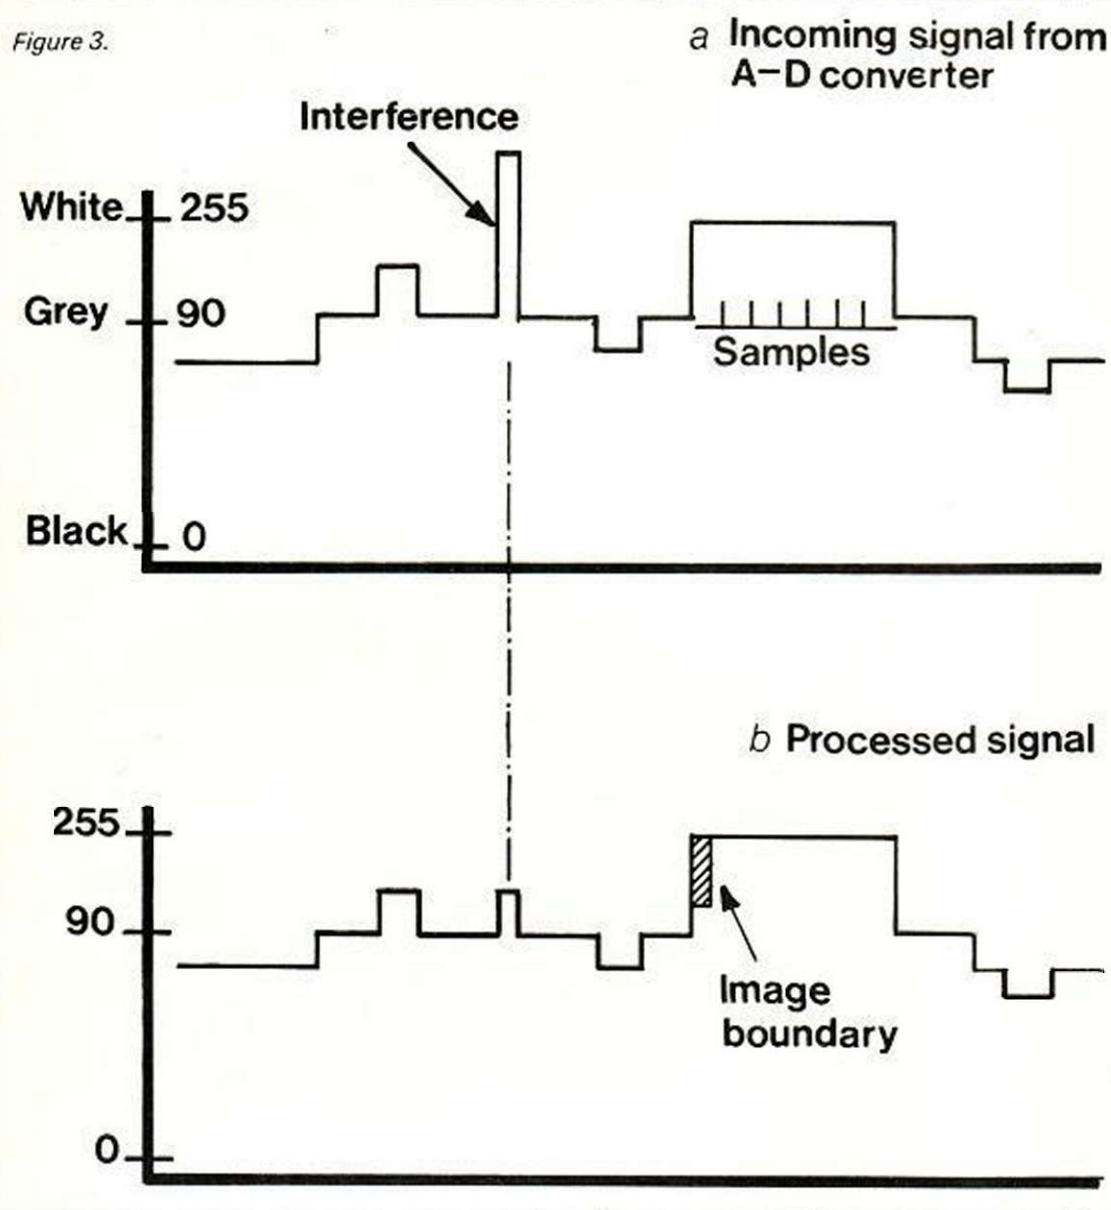 Figure 3.
a Incoming signal from
A-D converter
Interference
White 255
Grey 90
Samples
Black 0
b Processed signal
255
90
Image
boundary
0